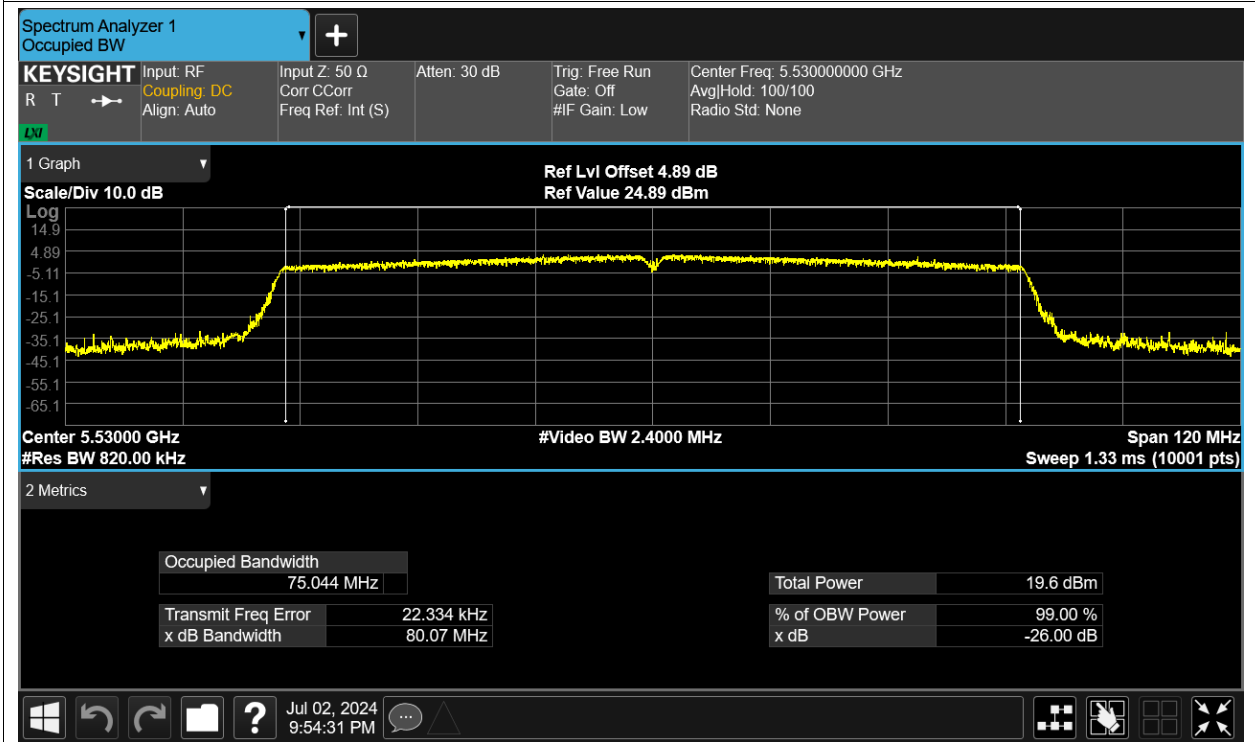 Spectrum Analyzer 1
Occupied BW
+
KEYSIGHT
R T
LXI
Input: RF
Coupling: DC
Align: Auto
Input Z: 50 Ω
Corr CCorr
Freq Ref: Int (S)
Atten: 30 dB
Trig: Free Run
Gate: Off
#IF Gain: Low
Center Freq: 5.530000000 GHz
Avg|Hold: 100/100
Radio Std: None
1 Graph
Scale/Div 10.0 dB
Ref Lvl Offset 4.89 dB
Ref Value 24.89 dBm
Log
14.9
4.89
-5.11
-15.1
-25.1
-35.1
-45.1
-55.1
-65.1
Center 5.53000 GHz
#Res BW 820.00 kHz
#Video BW 2.4000 MHz
Span 120 MHz
Sweep 1.33 ms (10001 pts)
2 Metrics
Occupied Bandwidth
75.044 MHz
Transmit Freq Error 22.334 kHz
x dB Bandwidth 80.07 MHz
Total Power 19.6 dBm
% of OBW Power 99.00 %
x dB -26.00 dB
?
Jul 02, 2024
9:54:31 PM